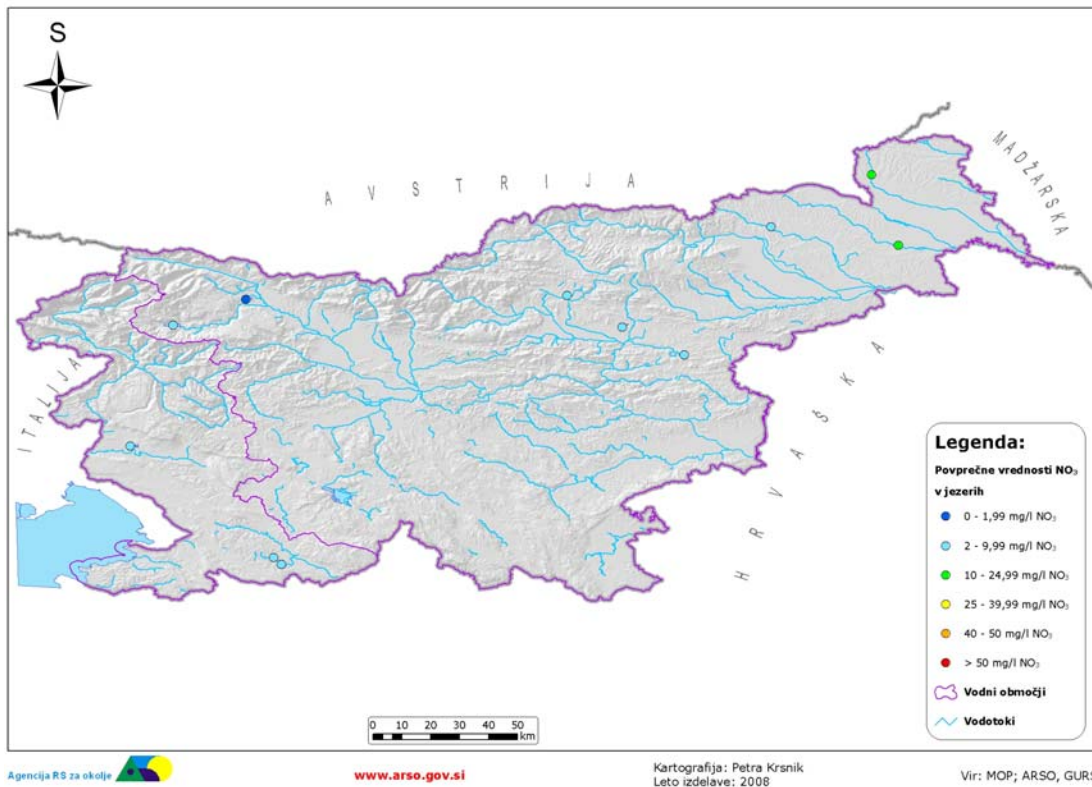 S
AVSTRIJA
MADŽARSKA
ITALIJA
HRVAŠKA
Legenda:
Povprečne vrednosti NO₃
v jezerih
0 - 1,99 mg/l NO₃
2 - 9,99 mg/l NO₃
10 - 24,99 mg/l NO₃
25 - 39,99 mg/l NO₃
40 - 50 mg/l NO₃
> 50 mg/l NO₃
Vodni območji
Vodotoki
0 10 20 30 40 50
km
Agencija RS za okolje
www.arso.gov.si
Kartografija: Petra Krsnik
Leto izdelave: 2008
Vir: MOP; ARSO, GURS